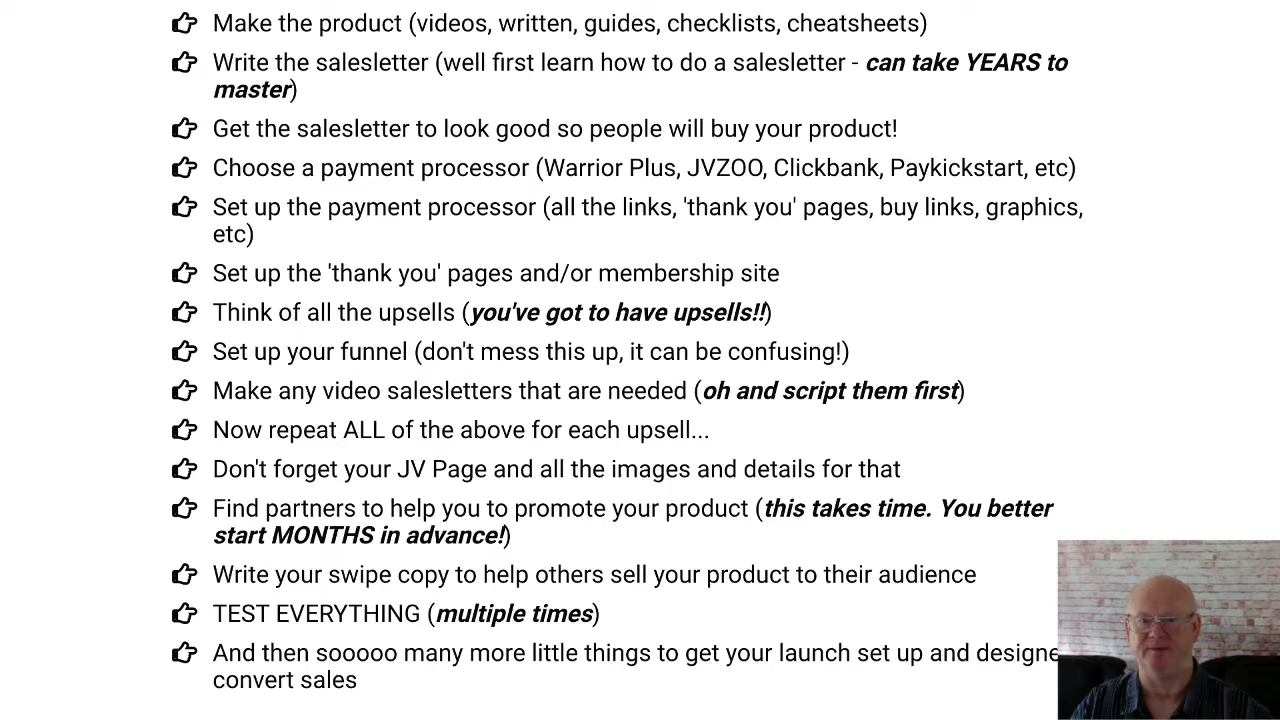 Make the product (videos, written, guides, checklists, cheatsheets)
Write the salesletter (well first learn how to do a salesletter - can take YEARS to
master)
Get the salesletter to look good so people will buy your product!
Choose a payment processor (Warrior Plus, JVZOO, Clickbank, Paykickstart, etc)
Set up the payment processor (all the links, 'thank you' pages, buy links, graphics,
etc)
Set up the 'thank you' pages and/or membership site
Think of all the upsells (you've got to have upsells!!)
Set up your funnel (don't mess this up, it can be confusing!)
Make any video salesletters that are needed (oh and script them first)
Now repeat ALL of the above for each upsell...
Don't forget your JV Page and all the images and details for that
Find partners to help you to promote your product (this takes time. You better
start MONTHS in advance!)
Write your swipe copy to help others sell your product to their audience
TEST EVERYTHING (multiple times)
And then sooooo many more little things to get your launch set up and
convert sales